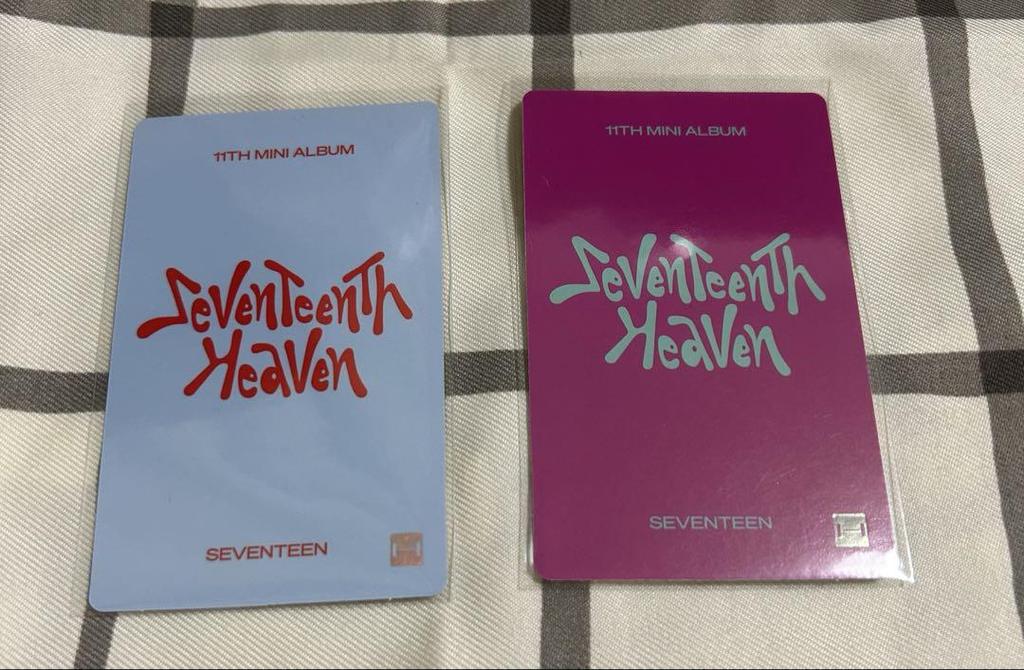 11TH MINI ALBUM
SEVENTEENTH
HEAVEN
SEVENTEEN
11TH MINI ALBUM
SEVENTEENTH
HEAVEN
SEVENTEEN